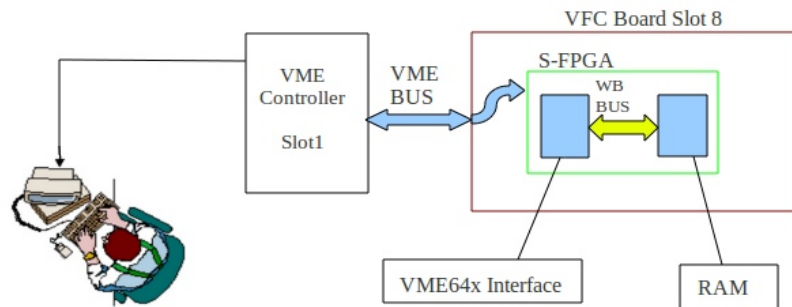 VFC Board Slot 8
S-FPGA
VME
Controller
Slot1
VME
BUS
WB
BUS
VME64x Interface
RAM